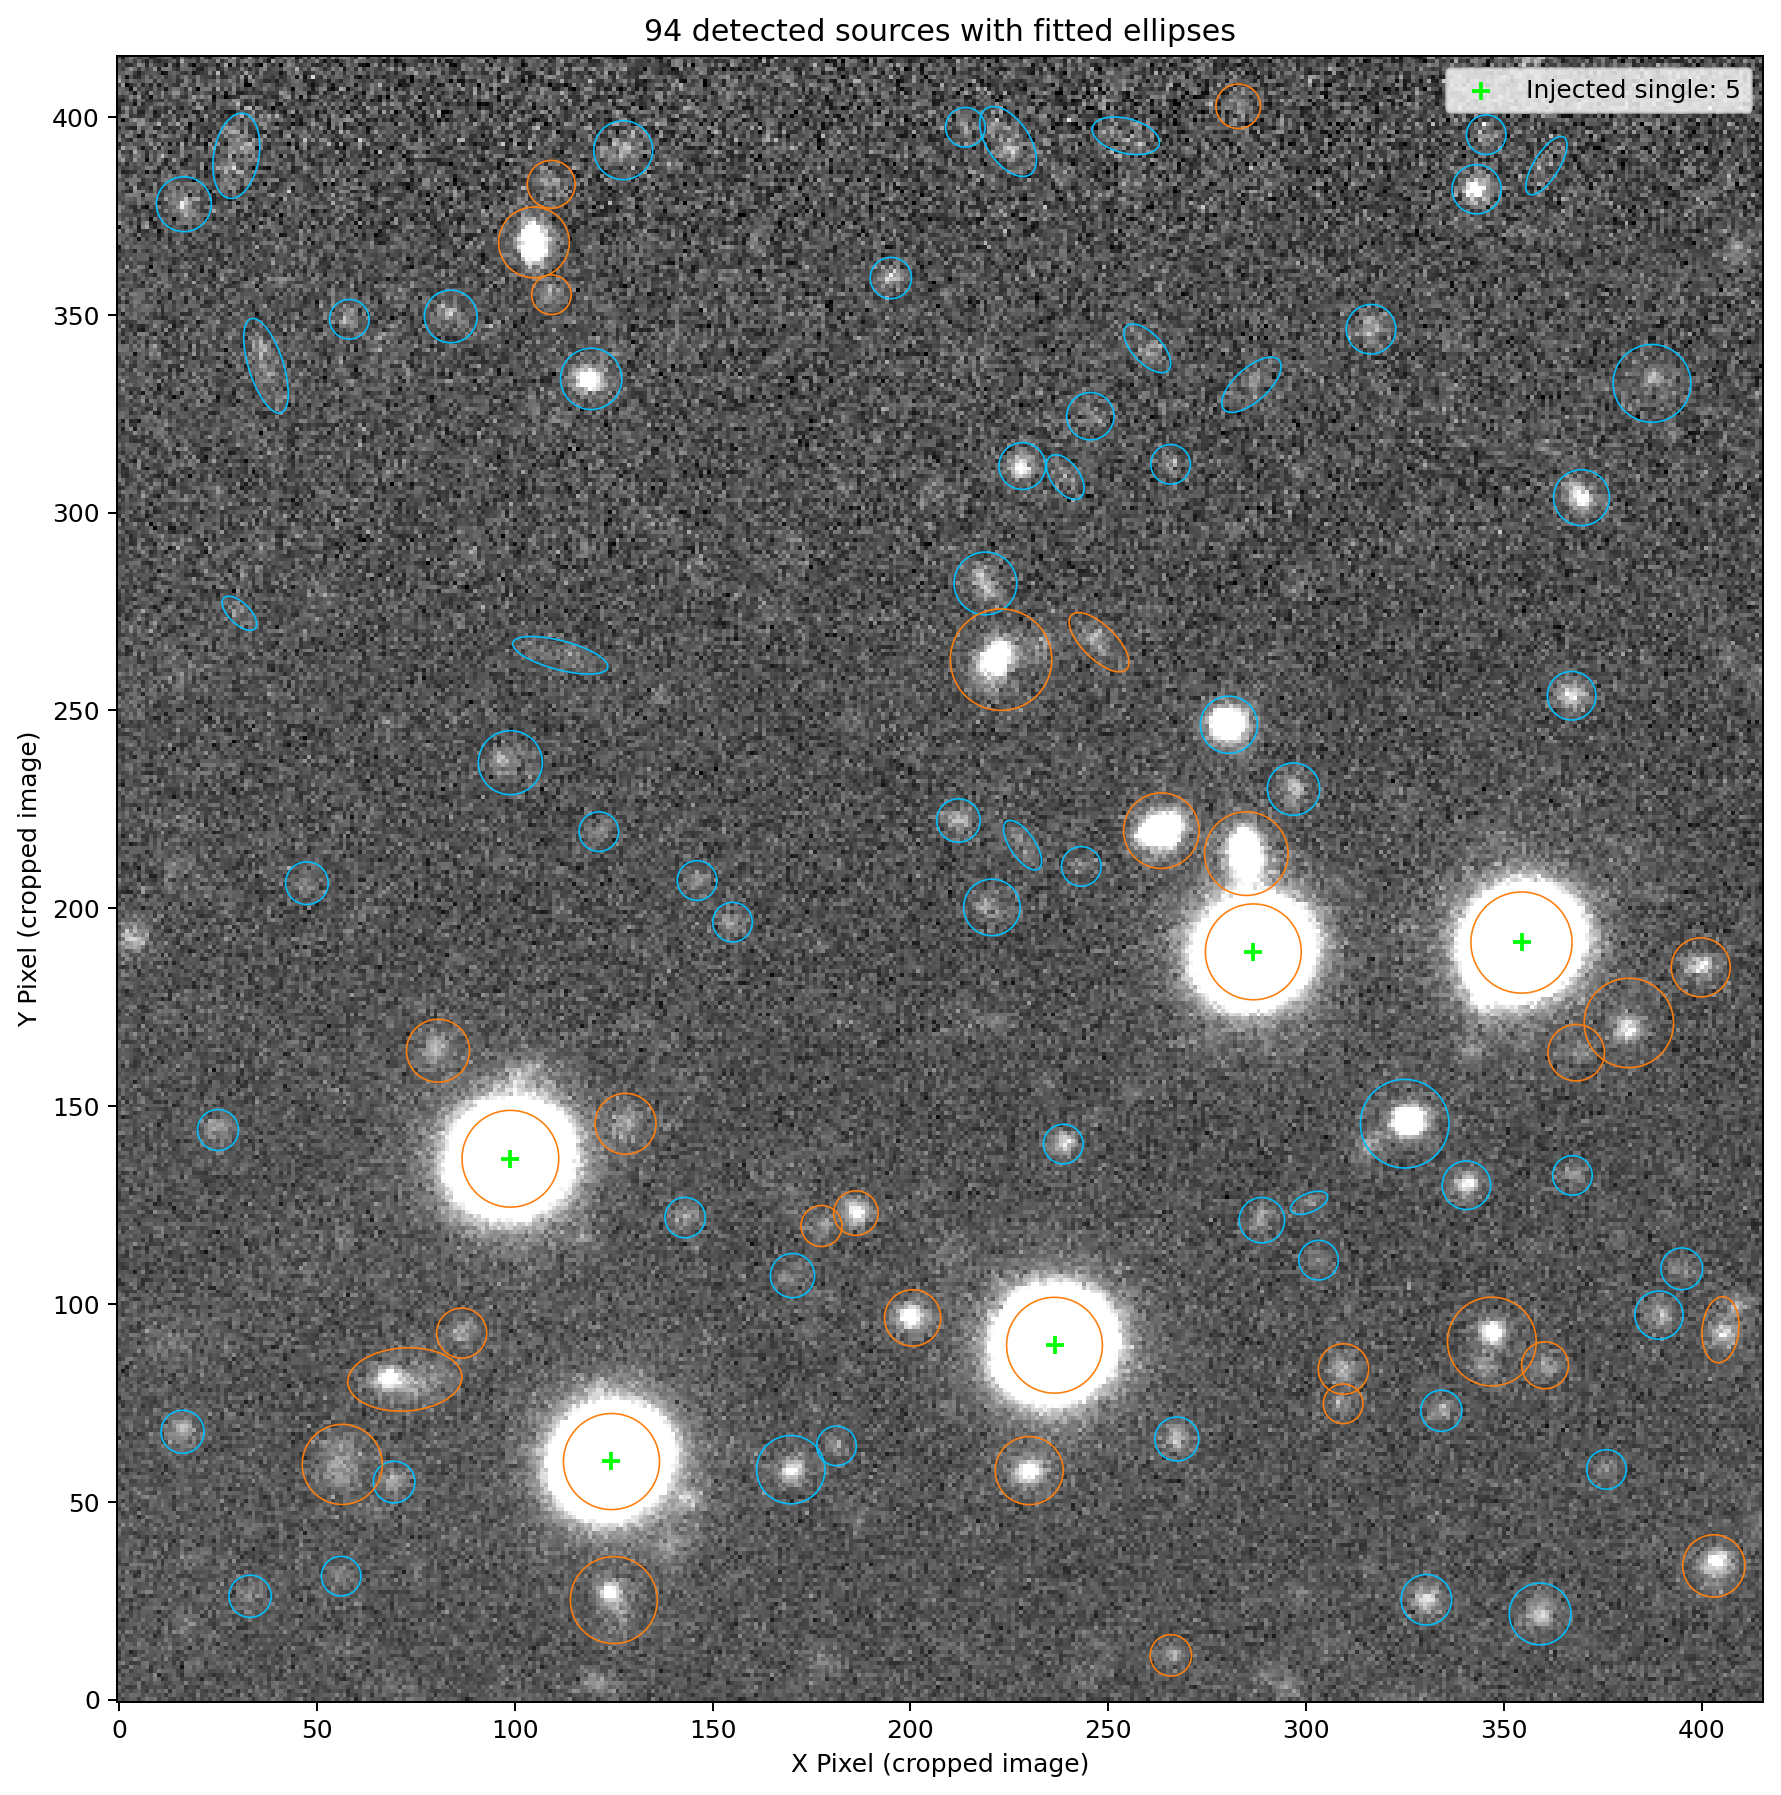 94 detected sources with fitted ellipses
Injected single: 5
400
350
300
250
200
150
100
50
0
Y Pixel (cropped image)
0 50 100 150 200 250 300 350 400
X Pixel (cropped image)